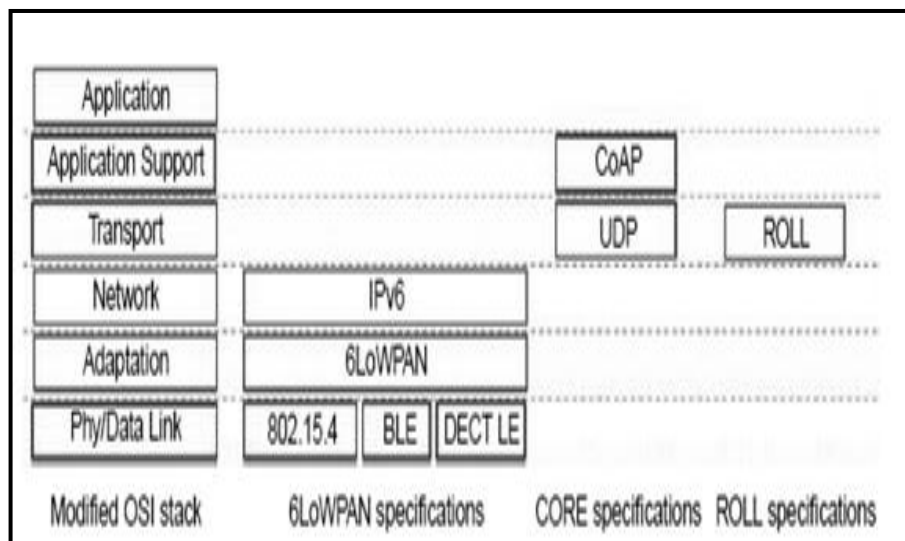 Application
Application Support CoAP
Transport UDP ROLL
Network IPv6
Adaptation 6LoWPAN
Phy/Data Link 802.15.4 BLE DECT LE
Modified OSI stack 6LoWPAN specifications CORE specifications ROLL specifications